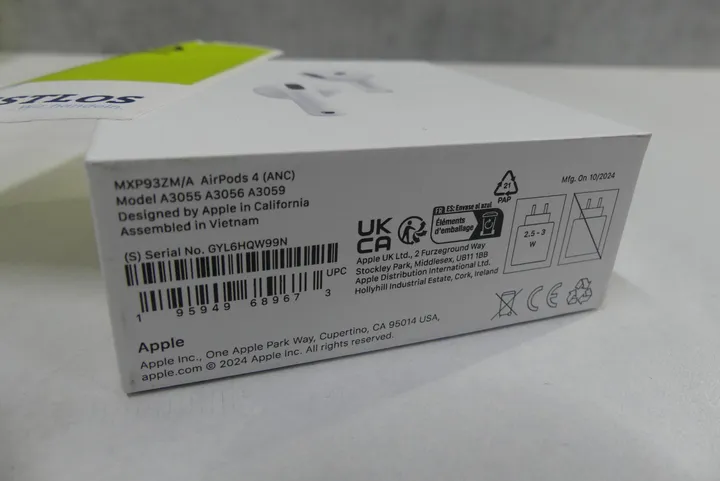 STLOS
MXP93ZM/A AirPods 4 (ANC)
Model A3055 A3056 A3059
Designed by Apple in California
Assembled in Vietnam
(S) Serial No. GYL6HQW99N
UPC
1 95949 68967 3
Apple
Apple Inc., One Apple Park Way, Cupertino, CA 95014 USA,
apple.com © 2024 Apple Inc. All rights reserved.
UK
CA
FR ES: Envase al azul
Éléments
d'emballage
21
PAP
Apple UK Ltd., 2 Furzeground Way
Stockley Park, Middlesex, UB11 1BB
Apple Distribution International Ltd.
Hollyhill Industrial Estate, Cork, Ireland
Mfg. On 10/2024
2.5 - 3
W
CE